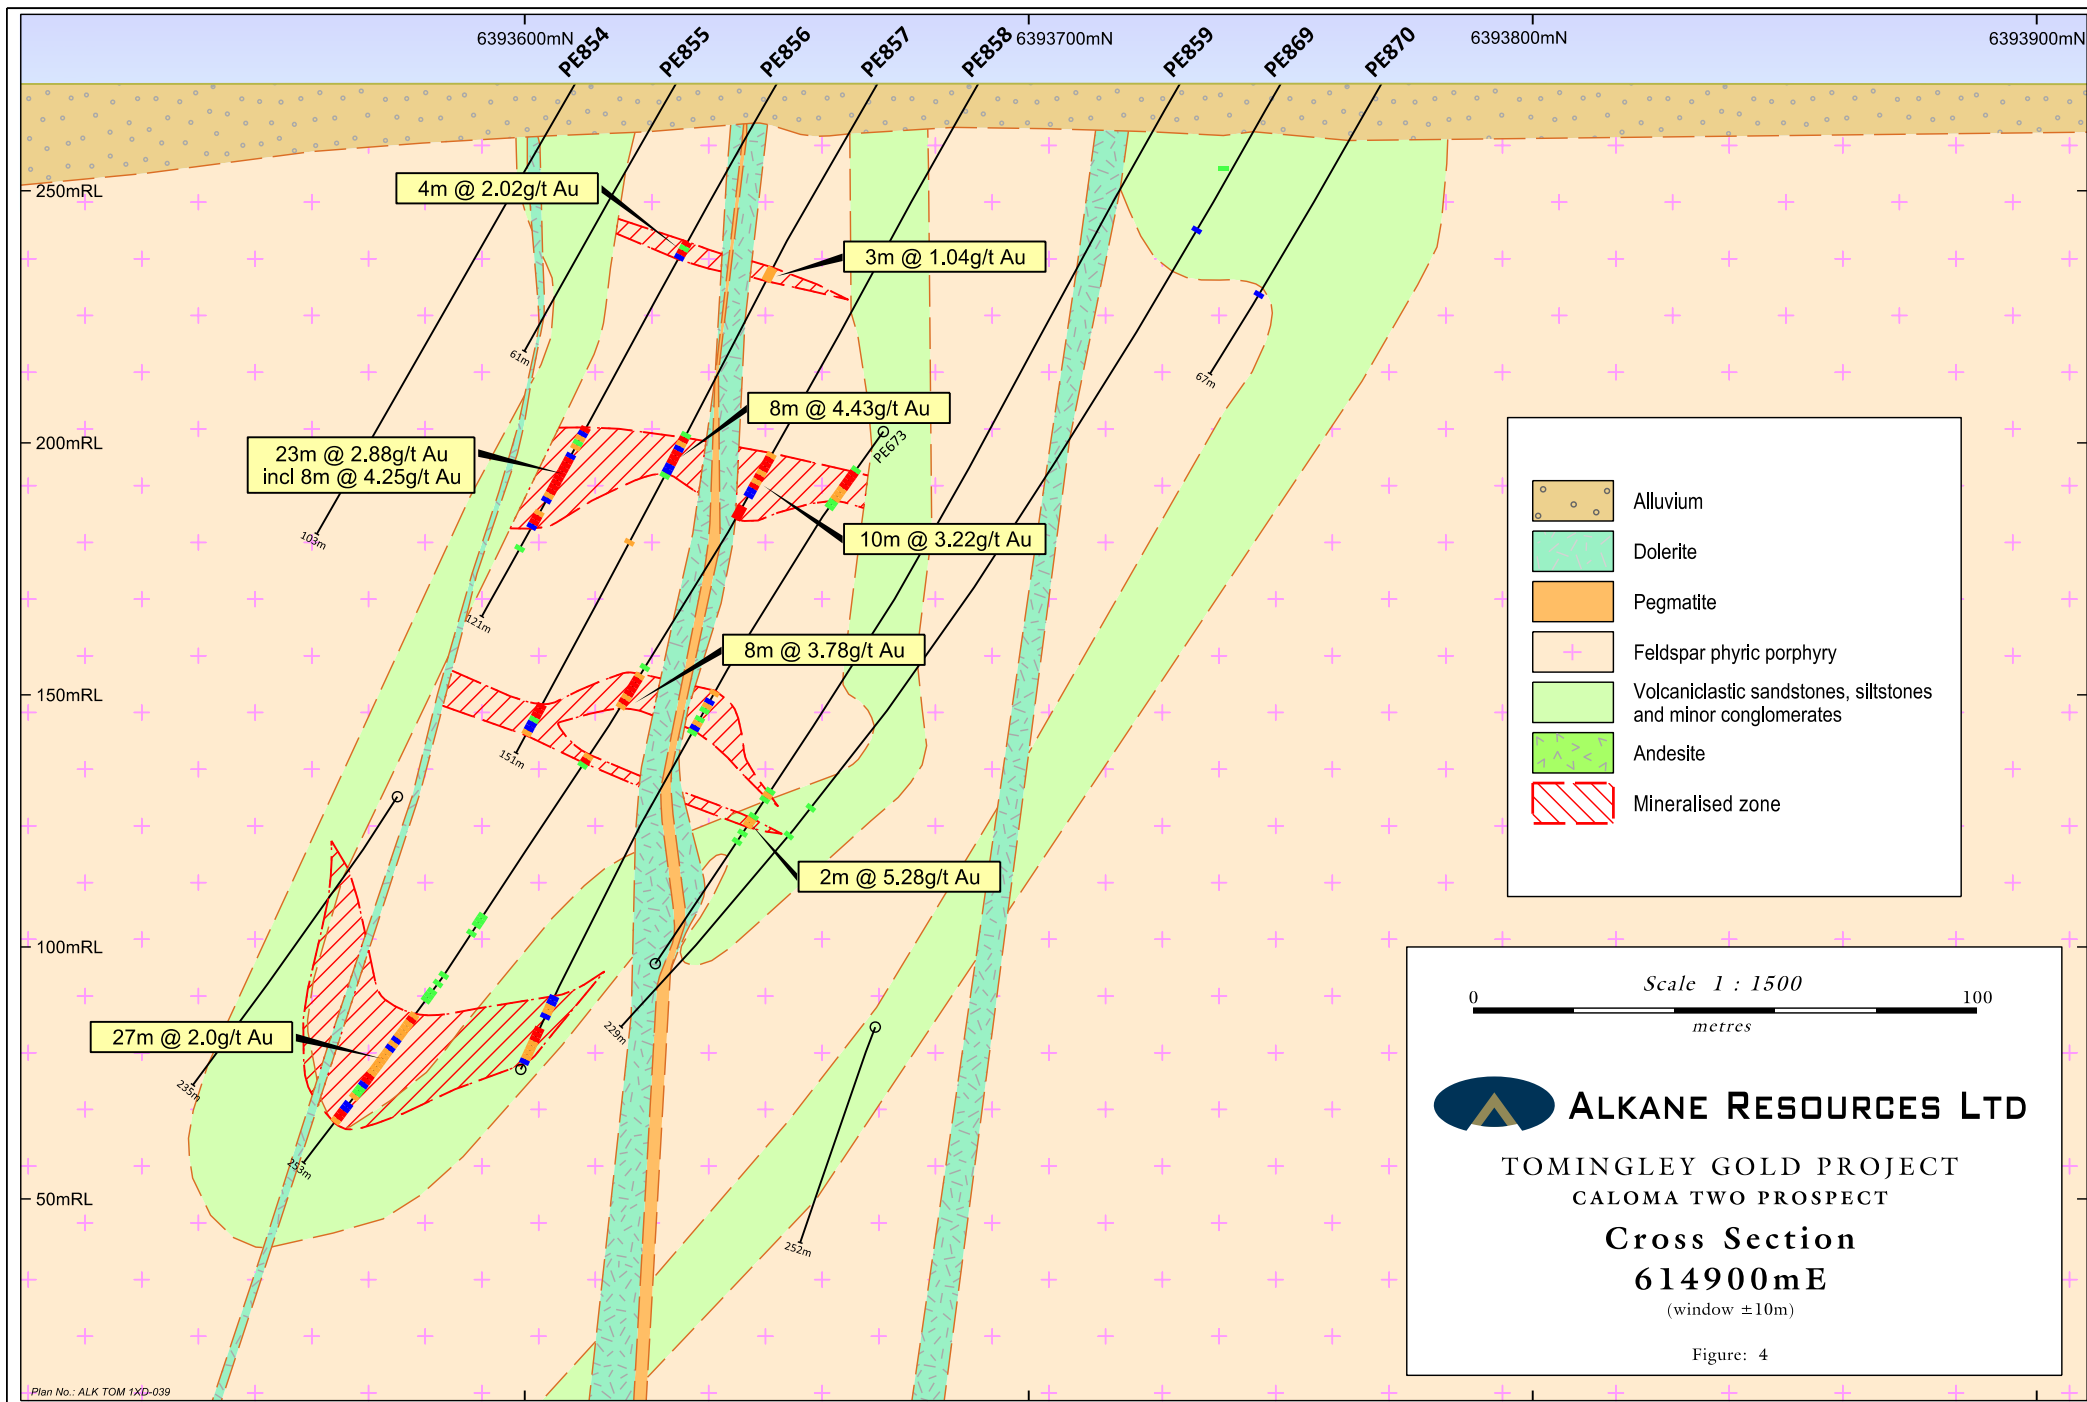 6393600mN
6393700mN
6393800mN
6393900mN
PE854
PE855
PE856
PE857
PE858
PE859
PE869
PE870
250mRL
200mRL
150mRL
100mRL
50mRL
4m @ 2.02g/t Au
3m @ 1.04g/t Au
61m
67m
8m @ 4.43g/t Au
23m @ 2.88g/t Au
incl 8m @ 4.25g/t Au
PE673
103m
10m @ 3.22g/t Au
121m
8m @ 3.78g/t Au
151m
2m @ 5.28g/t Au
27m @ 2.0g/t Au
229m
235m
253m
252m
Alluvium
Dolerite
Pegmatite
Feldspar phyric porphyry
Volcaniclastic sandstones, siltstones
and minor conglomerates
Andesite
Mineralised zone
Scale 1 : 1500
0 100
metres
ALKANE RESOURCES LTD
TOMINGLEY GOLD PROJECT
CALOMA TWO PROSPECT
Cross Section
614900mE
(window ±10m)
Figure: 4
Plan No.: ALK TOM 1XD-039